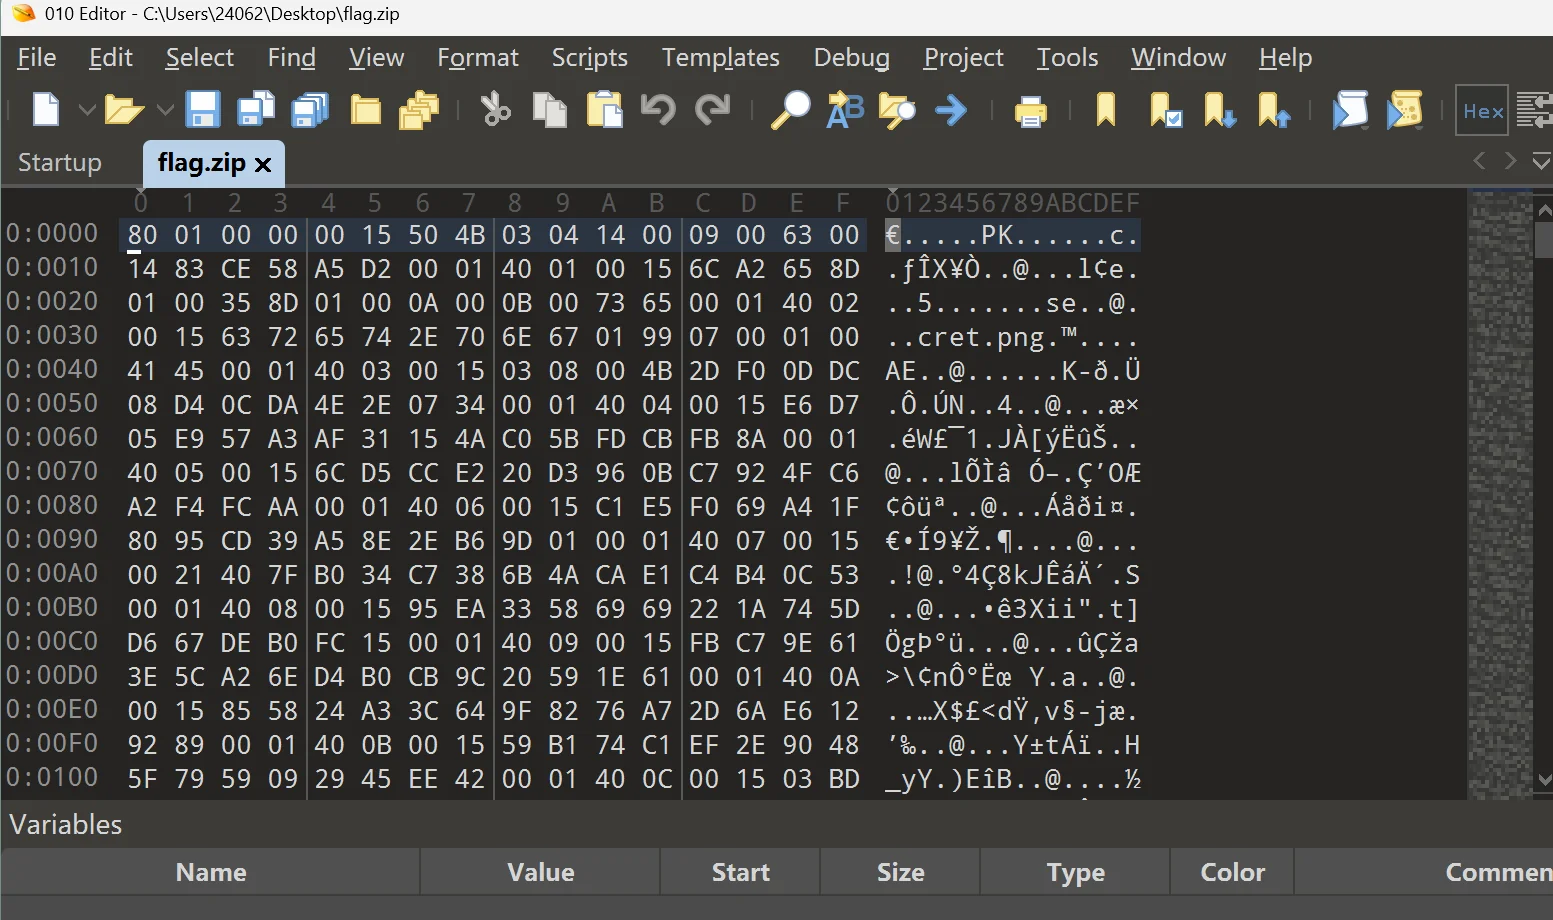 010 Editor - C:\Users\24062\Desktop\flag.zip
File Edit Select Find View Format Scripts Templates Debug Project Tools Window Help
Hex
Startup flag.zip
0 1 2 3 4 5 6 7 8 9 A B C D E F 0123456789ABCDEF
0:0000 80 01 00 00 00 15 50 4B 03 04 14 00 09 00 63 00 €.....PK......c.
0:0010 14 83 CE 58 A5 D2 00 01 40 01 00 15 6C A2 65 8D .ƒÎX¥Ò..@...l¢e.
0:0020 01 00 35 8D 01 00 0A 00 0B 00 73 65 00 01 40 02 ..5.......se..@.
0:0030 00 15 63 72 65 74 2E 70 6E 67 01 99 07 00 01 00 ..cret.png.™....
0:0040 41 45 00 01 40 03 00 15 03 08 00 4B 2D F0 0D DC AE..@......K-ð.Ü
0:0050 08 D4 0C DA 4E 2E 07 34 00 01 40 04 00 15 E6 D7 .Ô.ÚN..4..@...æ×
0:0060 05 E9 57 A3 AF 31 15 4A C0 5B FD CB FB 8A 00 01 .éW£¯1.JÀ[ýËûŠ..
0:0070 40 05 00 15 6C D5 CC E2 20 D3 96 0B C7 92 4F C6 @...lÕÌâ Ó–.Ç’OÆ
0:0080 A2 F4 FC AA 00 01 40 06 00 15 C1 E5 F0 69 A4 1F ¢ôüª..@...Áåði¤.
0:0090 80 95 CD 39 A5 8E 2E B6 9D 01 00 01 40 07 00 15 €•Í9¥Ž.¶....@...
0:00A0 00 21 40 7F B0 34 C7 38 6B 4A CA E1 C4 B4 0C 53 .!@.°4Ç8kJÊáÄ´.S
0:00B0 00 01 40 08 00 15 95 EA 33 58 69 69 22 1A 74 5D ..@...•ê3Xii".t]
0:00C0 D6 67 DE B0 FC 15 00 01 40 09 00 15 FB C7 9E 61 ÖgÞ°ü...@...ûÇža
0:00D0 3E 5C A2 6E D4 B0 CB 9C 20 59 1E 61 00 01 40 0A >\¢nÔ°Ëœ Y.a..@.
0:00E0 00 15 85 58 24 A3 3C 64 9F 82 76 A7 2D 6A E6 12 ..…X$£<dŸ‚v§-jæ.
0:00F0 92 89 00 01 40 0B 00 15 59 B1 74 C1 EF 2E 90 48 ’‰..@...Y±tÁï..H
0:0100 5F 79 59 09 29 45 EE 42 00 01 40 0C 00 15 03 BD _yY.)EîB..@....½
Variables
Name Value Start Size Type Color Commen